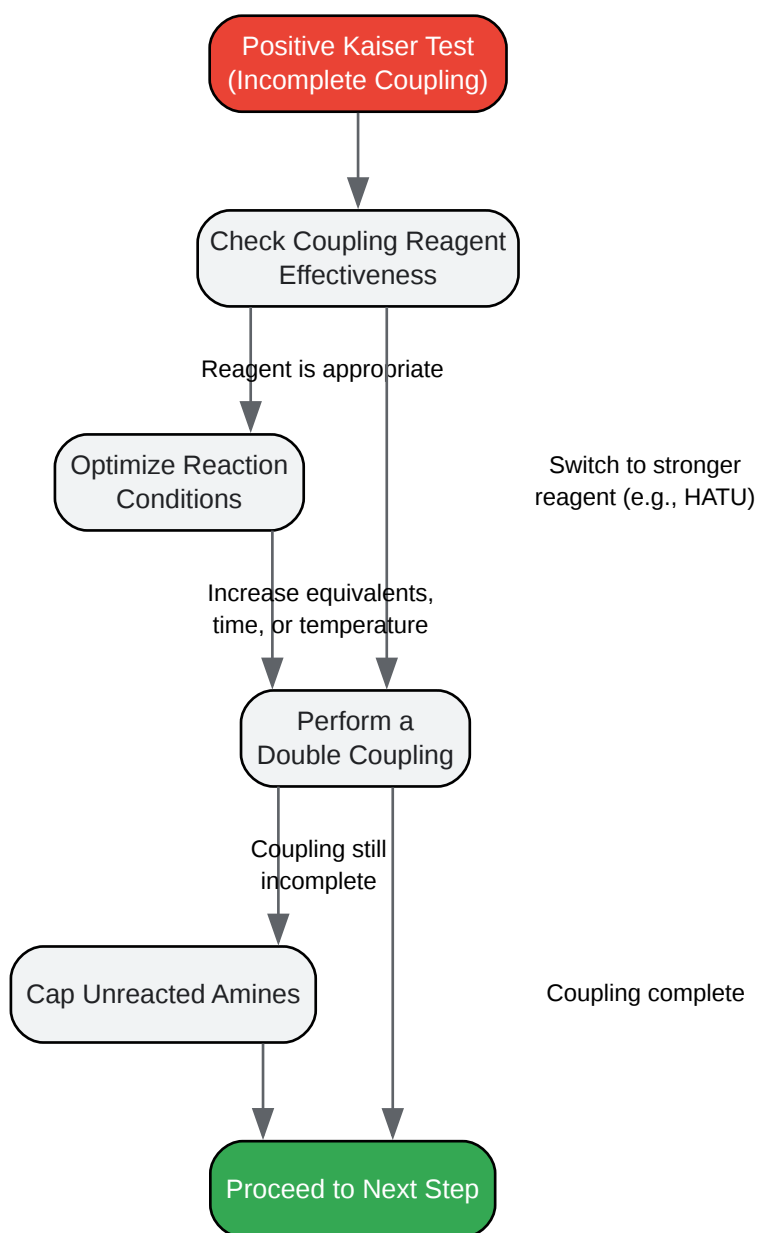 Positive Kaiser Test
(Incomplete Coupling)
Check Coupling Reagent
Effectiveness
Reagent is appropriate
Optimize Reaction
Conditions
Switch to stronger
reagent (e.g., HATU)
Increase equivalents,
time, or temperature
Perform a
Double Coupling
Coupling still
incomplete
Cap Unreacted Amines
Coupling complete
Proceed to Next Step